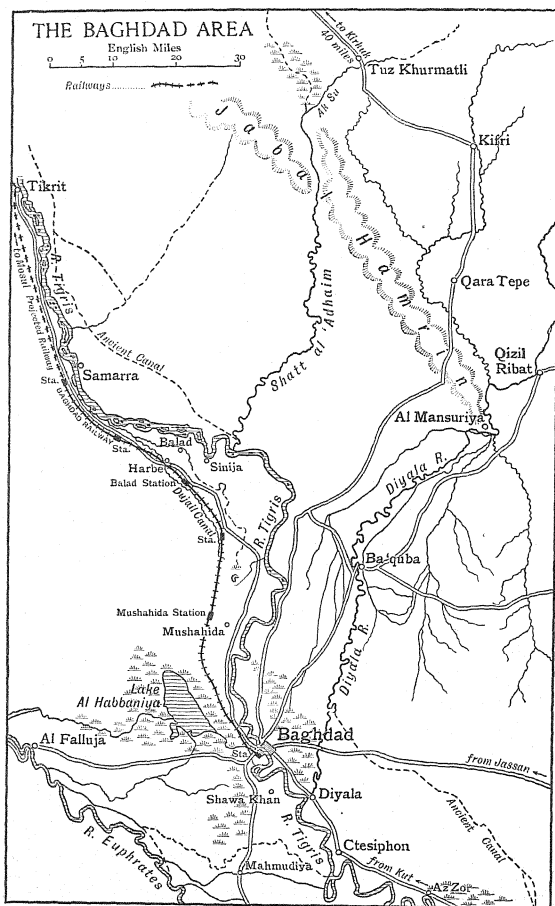 THE BAGHDAD AREA
English Miles
0 5 10 20 30
Railways
to Kirkuk
40 miles
Tuz Khurmatli
Ak Su
Kifri
Jabal Hamrin
Tikrit
R. Tigris
to Mosul Projected Railway
Qara Tepe
Shatt al 'Adhaim
Ancient Canal
Qizil
Ribat
Samarra
Sta.
BAGHDAD RAILWAY
Al Mansuriya
Sta.
Balad
Harbe
Sinija
Balad Station
Diyala R.
Dujail Canal
R. Tigris
Sta.
Ba'quba
Mushahida Station
Mushahida
Diyala R.
Lake
Al Habbaniya
Baghdad
Al Falluja
Sta.
from Jassan
Shawa Khan
Diyala
Ancient Canal
R. Tigris
R. Euphrates
Ctesiphon
Mahmudiya
from Kut
Az Zor